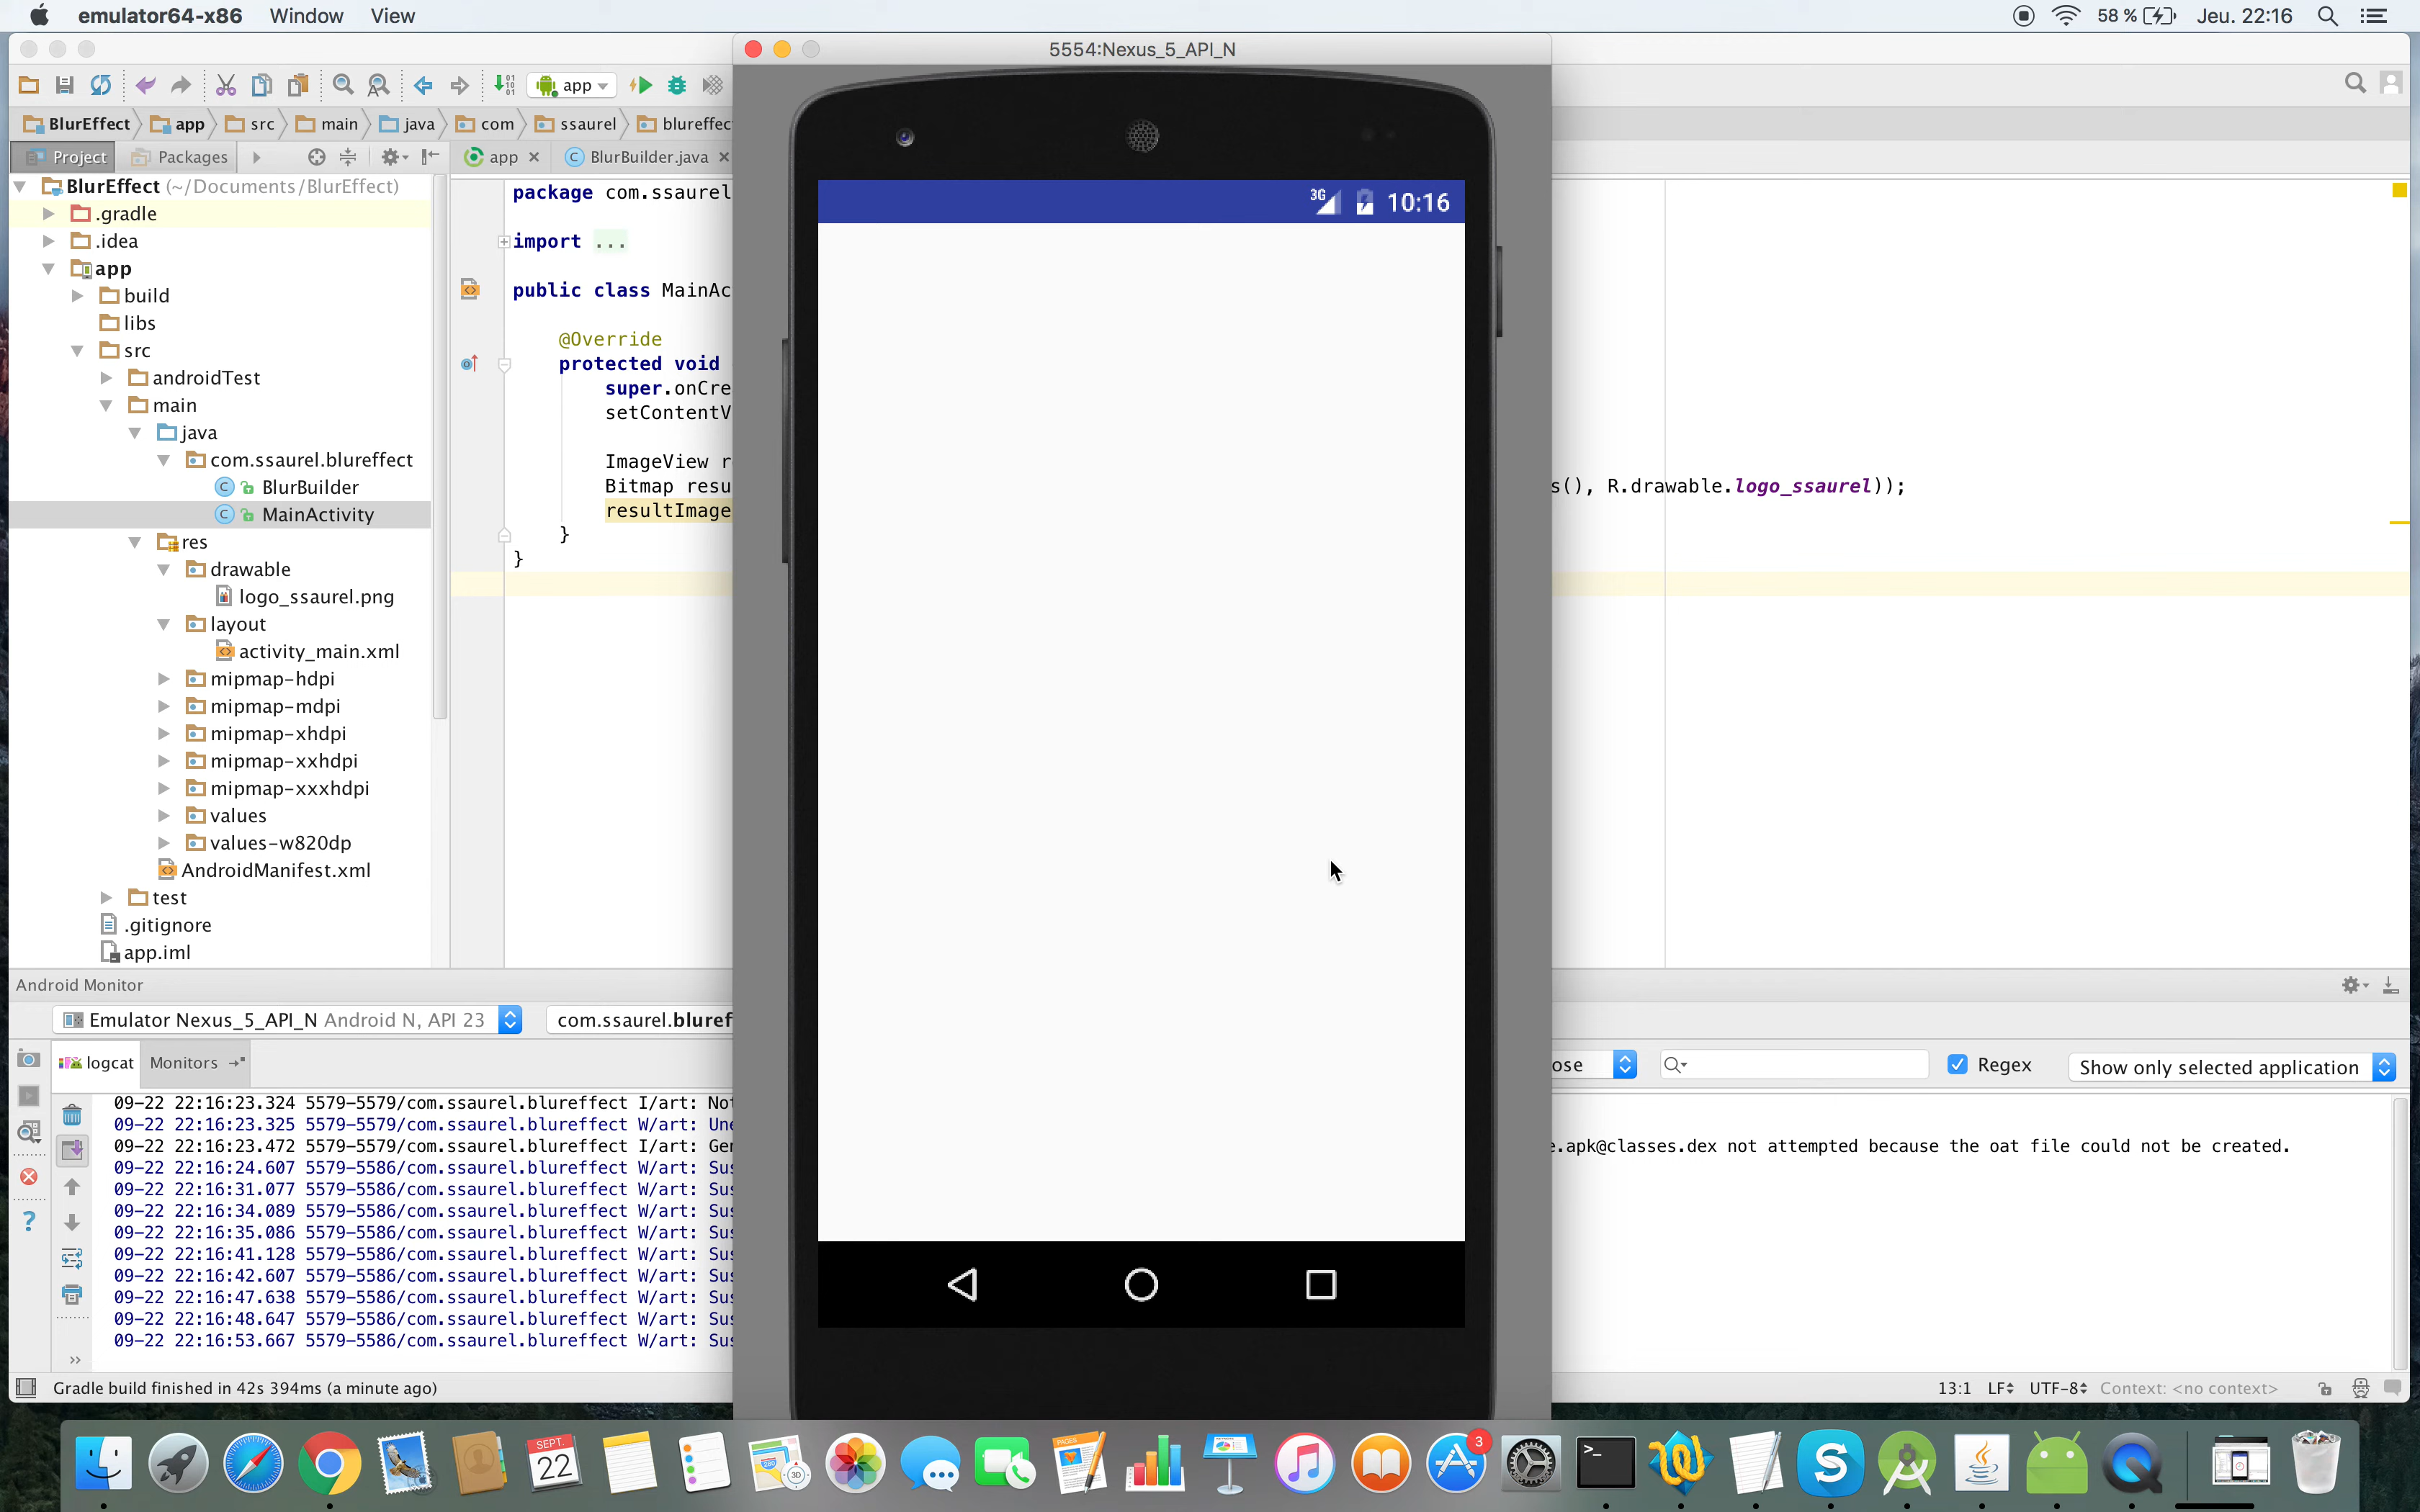 emulator64-x86 Window View 58 % Jeu. 22:16
5554:Nexus_5_API_N
app
BlurEffect app src main java com ssaurel blureffec
Project Packages app BlurBuilder.java
BlurEffect (~/Documents/BlurEffect)
.gradle
.idea
app
build
libs
src
androidTest
main
java
com.ssaurel.blureffect
BlurBuilder
MainActivity
res
drawable
logo_ssaurel.png
layout
activity_main.xml
mipmap-hdpi
mipmap-mdpi
mipmap-xhdpi
mipmap-xxhdpi
mipmap-xxxhdpi
values
values-w820dp
AndroidManifest.xml
test
.gitignore
app.iml
package com.ssaurel
import ...
public class MainAc
@Override
protected void
super.onCre
setContentV
ImageView r
Bitmap resu s(), R.drawable.logo_ssaurel));
resultImage
}
}
3G 10:16
Android Monitor
Emulator Nexus_5_API_N Android N, API 23 com.ssaurel.bluref
logcat Monitors ose Regex Show only selected application
09-22 22:16:23.324 5579-5579/com.ssaurel.blureffect I/art: Not
09-22 22:16:23.325 5579-5579/com.ssaurel.blureffect W/art: Une
09-22 22:16:23.472 5579-5579/com.ssaurel.blureffect I/art: Gen e.apk@classes.dex not attempted because the oat file could not be created.
09-22 22:16:24.607 5579-5586/com.ssaurel.blureffect W/art: Sus
09-22 22:16:31.077 5579-5586/com.ssaurel.blureffect W/art: Sus
09-22 22:16:34.089 5579-5586/com.ssaurel.blureffect W/art: Sus
09-22 22:16:35.086 5579-5586/com.ssaurel.blureffect W/art: Sus
09-22 22:16:41.128 5579-5586/com.ssaurel.blureffect W/art: Sus
09-22 22:16:42.607 5579-5586/com.ssaurel.blureffect W/art: Sus
09-22 22:16:47.638 5579-5586/com.ssaurel.blureffect W/art: Sus
09-22 22:16:48.647 5579-5586/com.ssaurel.blureffect W/art: Sus
09-22 22:16:53.667 5579-5586/com.ssaurel.blureffect W/art: Sus
Gradle build finished in 42s 394ms (a minute ago) 13:1 LF UTF-8 Context: <no context>
SEPT.
22
3D
PAGES
3